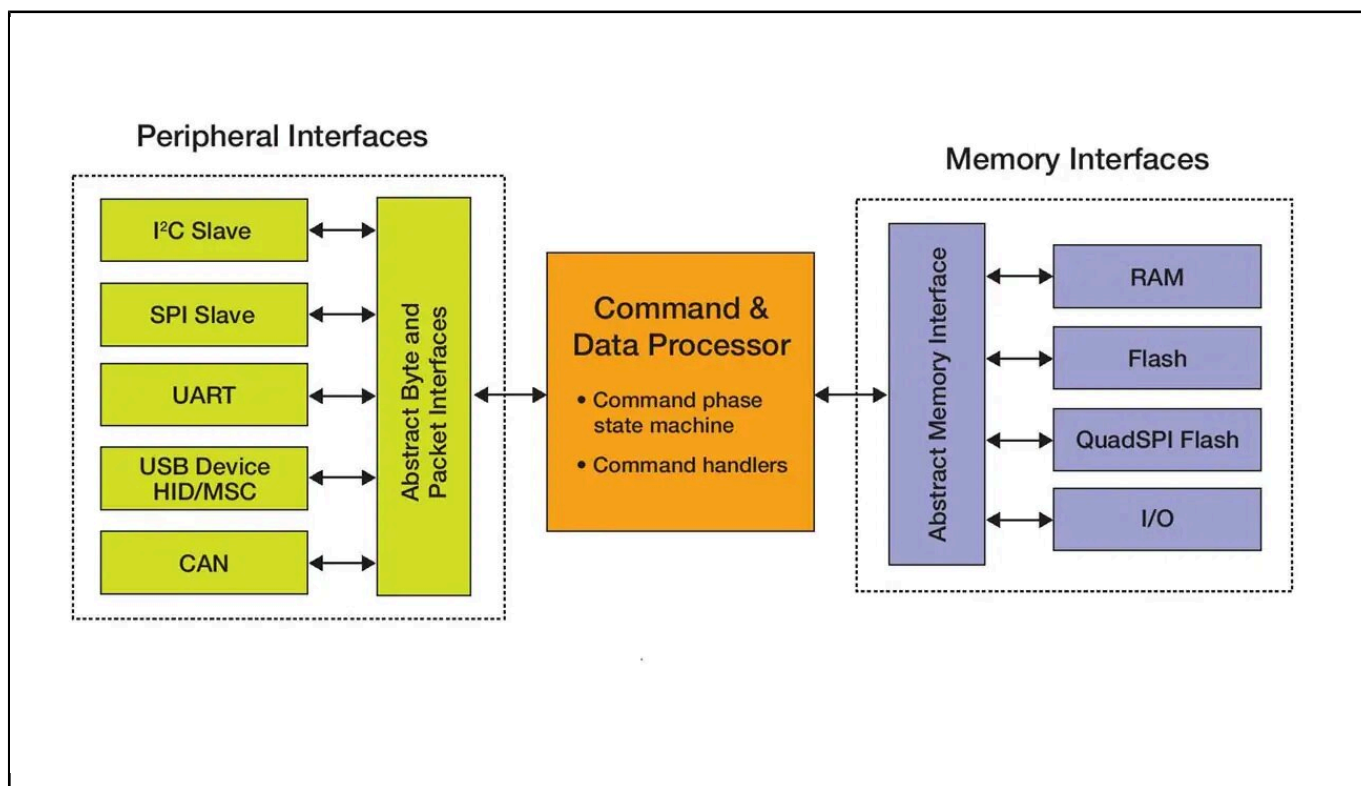 Peripheral Interfaces
I²C Slave
SPI Slave
UART
USB Device
HID/MSC
CAN
Abstract Byte and
Packet Interfaces
Command &
Data Processor
• Command phase
state machine
• Command handlers
Memory Interfaces
Abstract Memory Interface
RAM
Flash
QuadSPI Flash
I/O